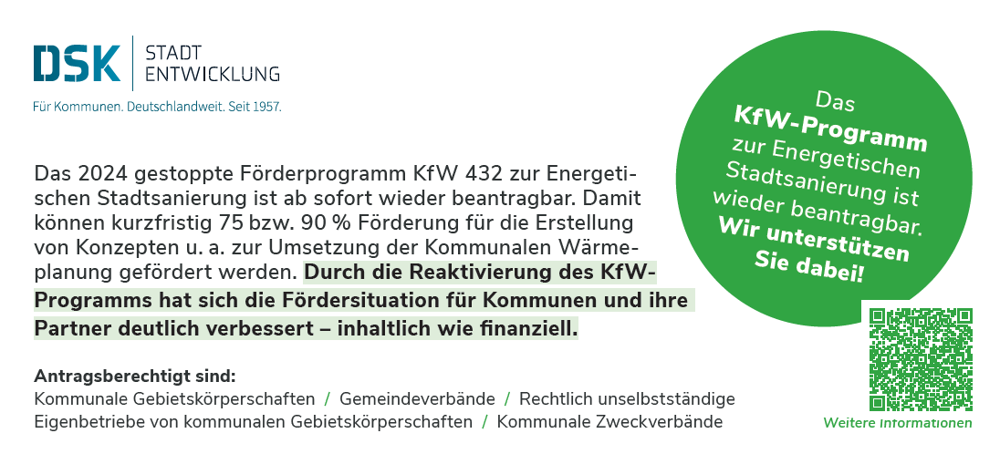 DSK
STADT
ENTWICKLUNG
Für Kommunen. Deutschlandweit. Seit 1957.
Das
KfW-Programm
zur Energetischen
Stadtsanierung ist
wieder beantragbar.
Wir unterstützen
Sie dabei!
Das 2024 gestoppte Förderprogramm KfW 432 zur Energeti-
schen Stadtsanierung ist ab sofort wieder beantragbar. Damit
können kurzfristig 75 bzw. 90 % Förderung für die Erstellung
von Konzepten u. a. zur Umsetzung der Kommunalen Wärme-
planung gefördert werden. Durch die Reaktivierung des KfW-
Programms hat sich die Fördersituation für Kommunen und ihre
Partner deutlich verbessert – inhaltlich wie finanziell.
Antragsberechtigt sind:
Kommunale Gebietskörperschaften / Gemeindeverbände / Rechtlich unselbstständige
Eigenbetriebe von kommunalen Gebietskörperschaften / Kommunale Zweckverbände
Weitere Informationen